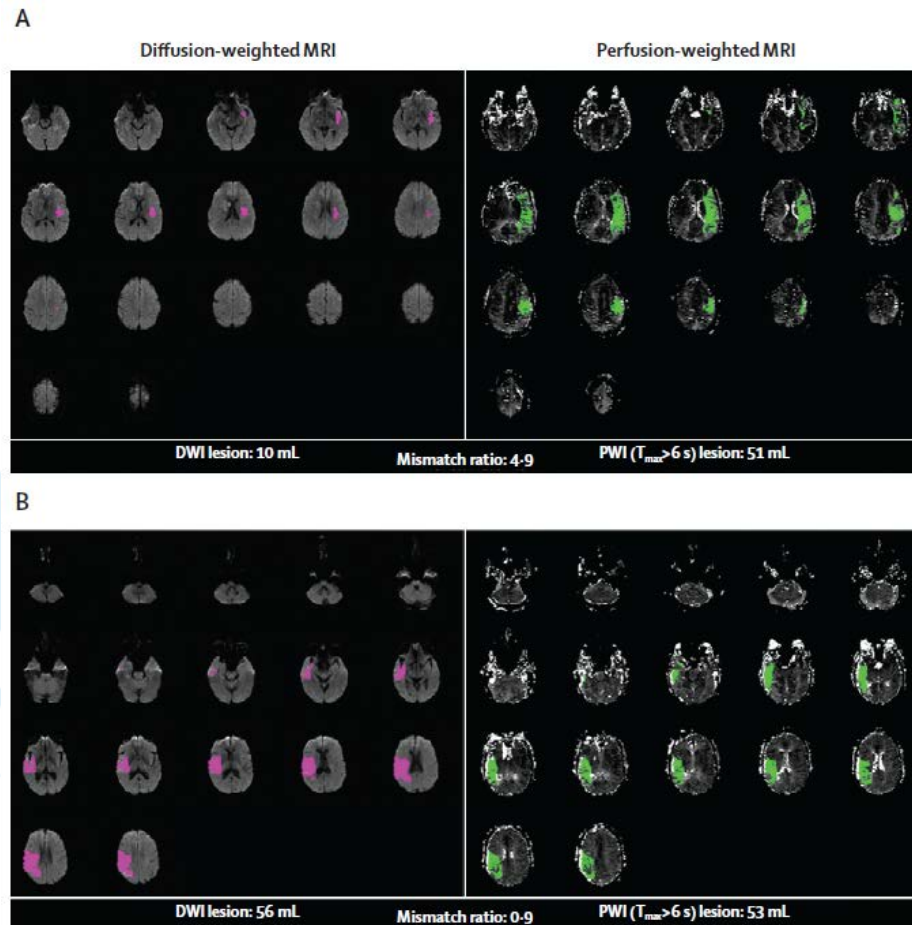 A
Diffusion-weighted MRI Perfusion-weighted MRI
DWI lesion: 10 mL Mismatch ratio: 4·9 PWI (Tmax>6 s) lesion: 51 mL
B
DWI lesion: 56 mL Mismatch ratio: 0·9 PWI (Tmax>6 s) lesion: 53 mL